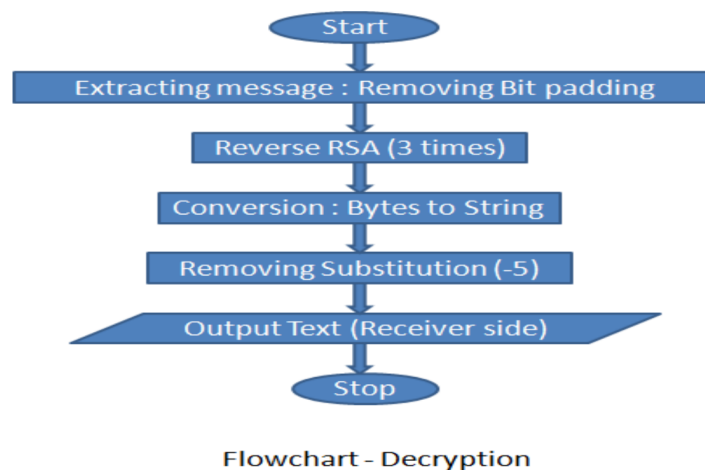 Start
Extracting message : Removing Bit padding
Reverse RSA (3 times)
Conversion : Bytes to String
Removing Substitution (-5)
Output Text (Receiver side)
Stop
Flowchart - Decryption